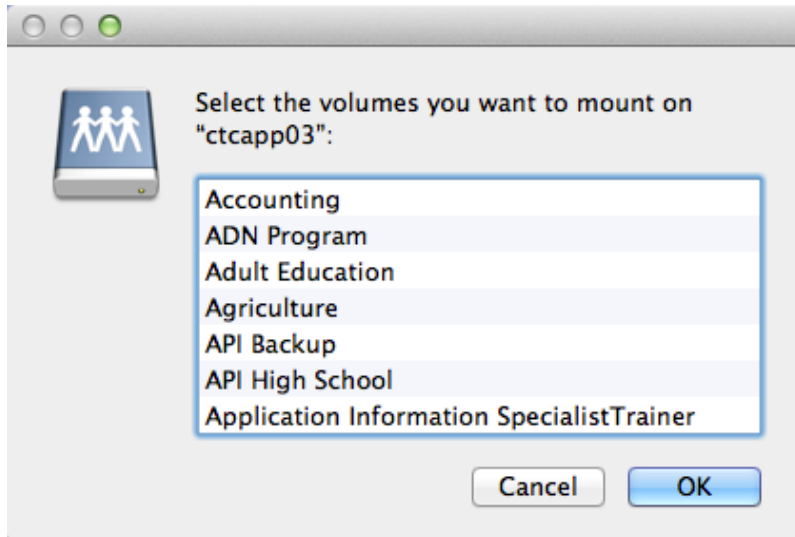 Select the volumes you want to mount on
“ctcapp03”:
Accounting
ADN Program
Adult Education
Agriculture
API Backup
API High School
Application Information SpecialistTrainer
Cancel
OK